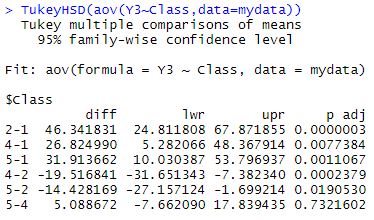 > TukeyHSD(aov(Y3~Class,data=mydata))
  Tukey multiple comparisons of means
    95% family-wise confidence level

Fit: aov(formula = Y3 ~ Class, data = mydata)

$Class
          diff        lwr       upr     p adj
2-1  46.341831  24.811808 67.871855 0.0000003
4-1  26.824990   5.282066 48.367914 0.0077384
5-1  31.913662  10.030387 53.796937 0.0011067
4-2 -19.516841 -31.651343 -7.382340 0.0002379
5-2 -14.428169 -27.157124 -1.699214 0.0190530
5-4   5.088672  -7.662090 17.839435 0.7321602